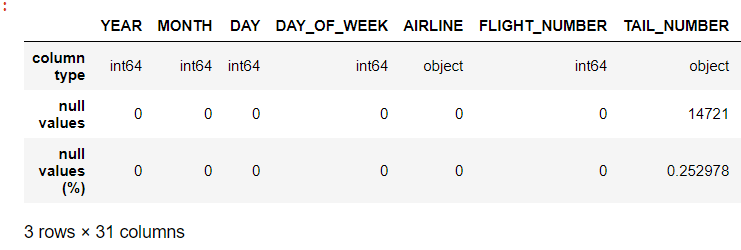 :
YEAR MONTH DAY DAY_OF_WEEK AIRLINE FLIGHT_NUMBER TAIL_NUMBER
column type int64 int64 int64 int64 object int64 object
null values 0 0 0 0 0 0 14721
null values (%) 0 0 0 0 0 0 0.252978
3 rows × 31 columns